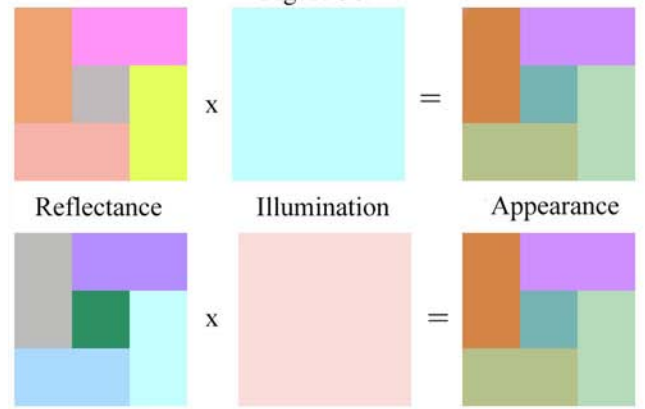 x =
Reflectance Illumination Appearance
x =